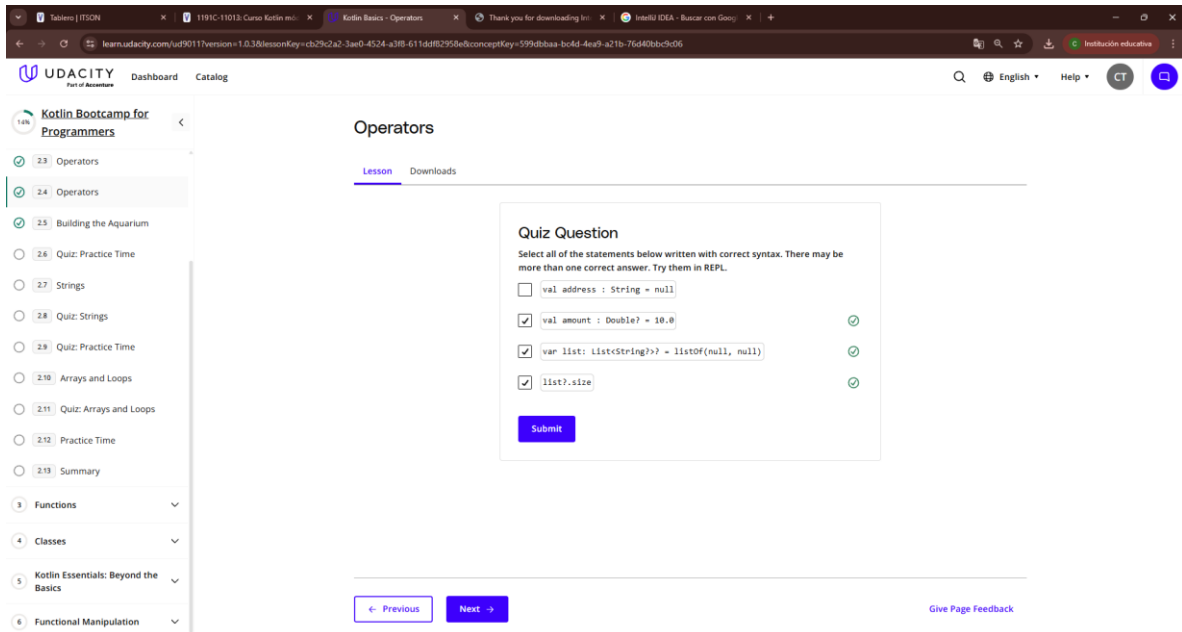 Tablero | ITSON
1191C-11013: Curso Kotlin mó
Kotlin Basics - Operators
Thank you for downloading Int
IntelliJ IDEA - Buscar con Googl
learn.udacity.com/ud9011?version=1.0.3&lessonKey=cb29c2a2-3ae0-4524-a3f8-611ddf82958e&conceptKey=599dbbaa-bc4d-4ea9-a21b-76d40bbc9c06
C Institución educativa
UDACITY
Part of Accenture
Dashboard
Catalog
English
Help
CT
14%
Kotlin Bootcamp for
Programmers
2.3 Operators
2.4 Operators
2.5 Building the Aquarium
2.6 Quiz: Practice Time
2.7 Strings
2.8 Quiz: Strings
2.9 Quiz: Practice Time
2.10 Arrays and Loops
2.11 Quiz: Arrays and Loops
2.12 Practice Time
2.13 Summary
3 Functions
4 Classes
5 Kotlin Essentials: Beyond the
Basics
6 Functional Manipulation
Operators
Lesson
Downloads
Quiz Question
Select all of the statements below written with correct syntax. There may be
more than one correct answer. Try them in REPL.
val address : String = null
val amount : Double? = 10.0
var list: List<String?>? = listOf(null, null)
list?.size
Submit
← Previous
Next →
Give Page Feedback